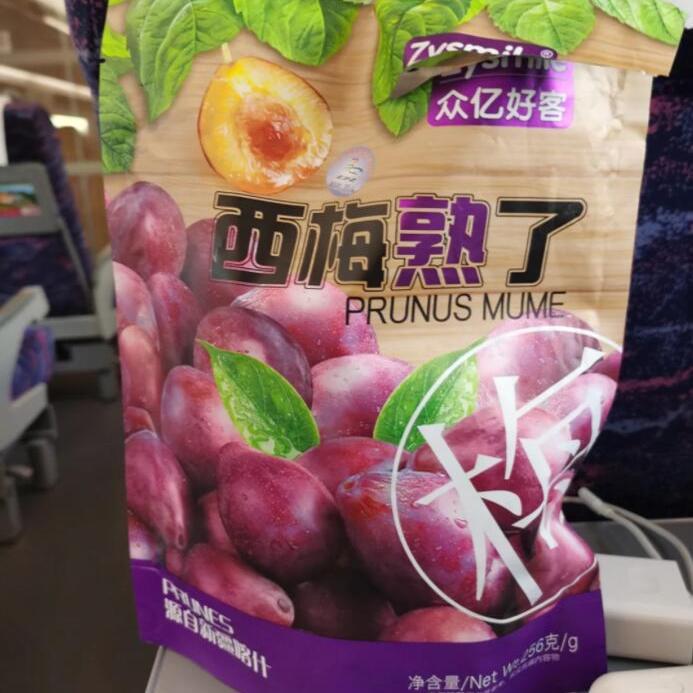 Zysmihic®
众亿好客
西梅熟了
PRUNUS MUME
PRUNES
源自新疆喀什
净含量/Net Wt:256克/g